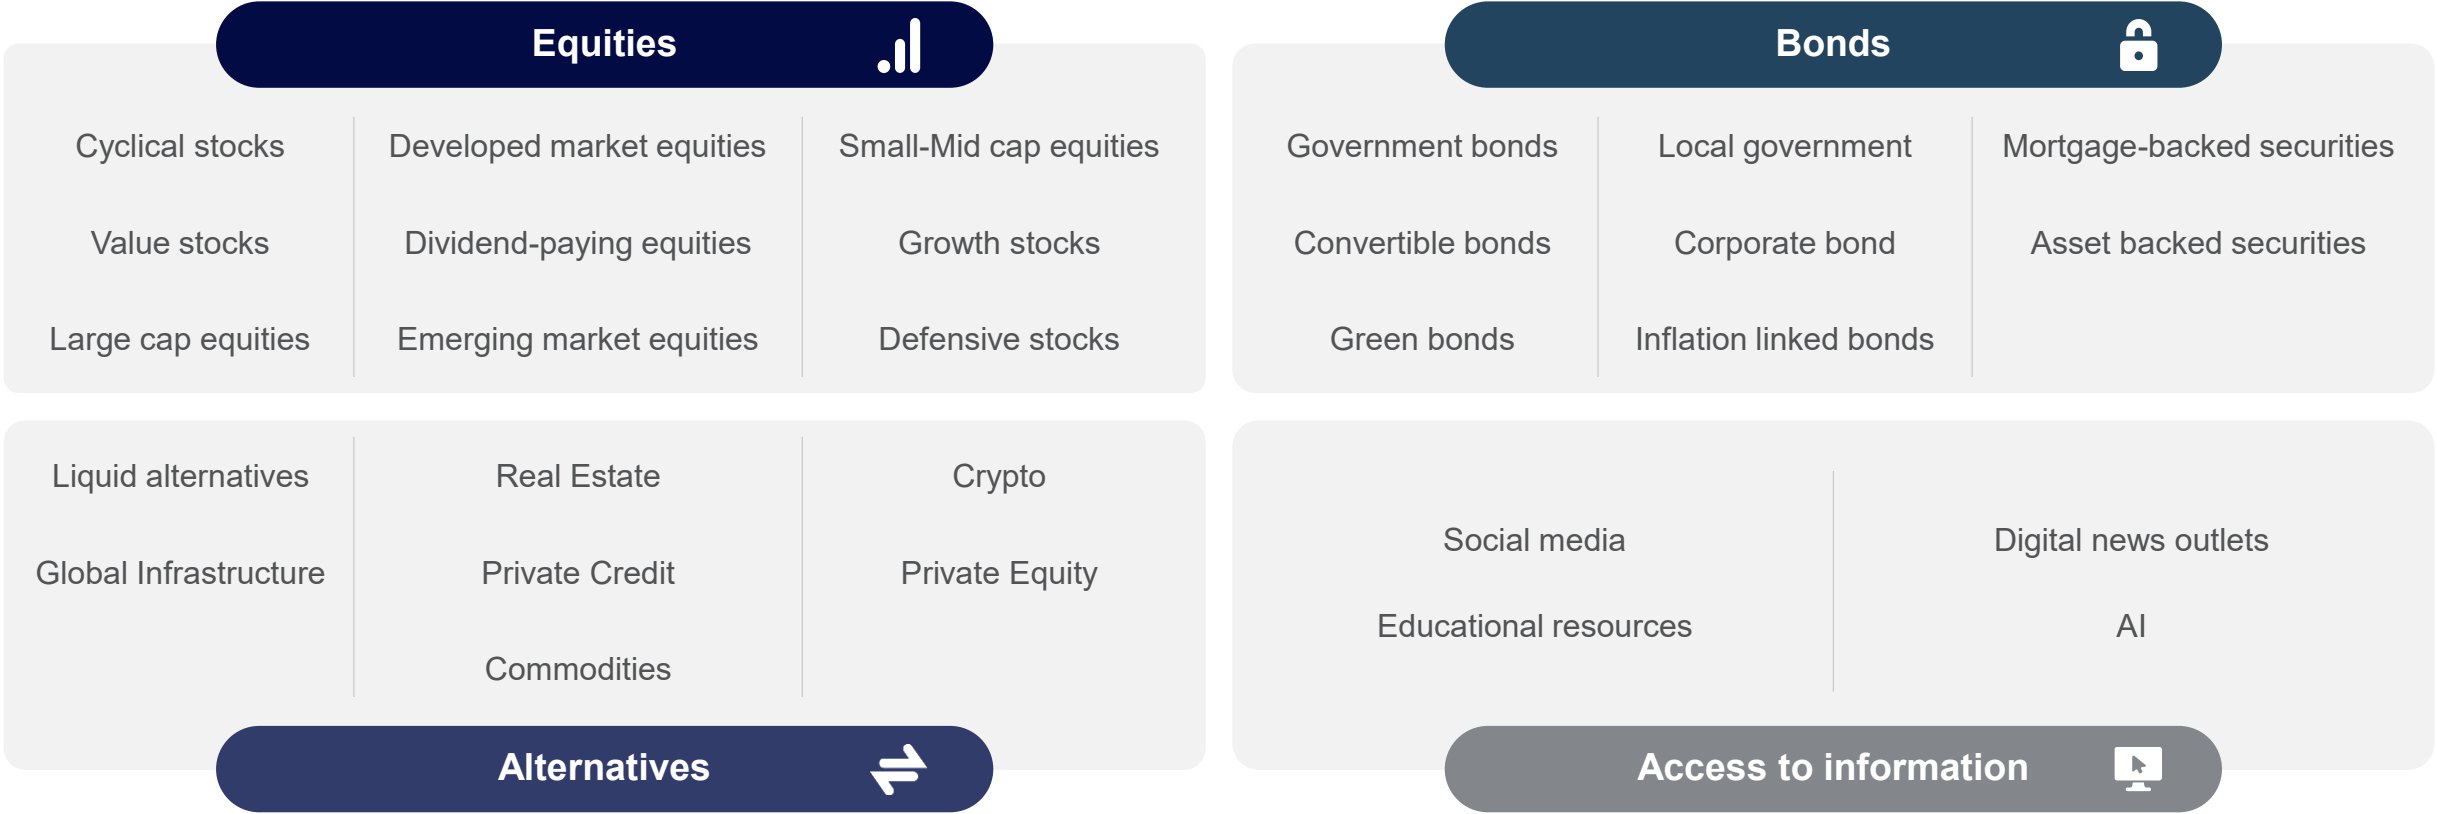 Equities
Cyclical stocks
Developed market equities
Small-Mid cap equities
Value stocks
Dividend-paying equities
Growth stocks
Large cap equities
Emerging market equities
Defensive stocks
Bonds
Government bonds
Local government
Mortgage-backed securities
Convertible bonds
Corporate bond
Asset backed securities
Green bonds
Inflation linked bonds
Liquid alternatives
Real Estate
Crypto
Global Infrastructure
Private Credit
Private Equity
Commodities
Alternatives
Social media
Digital news outlets
Educational resources
AI
Access to information